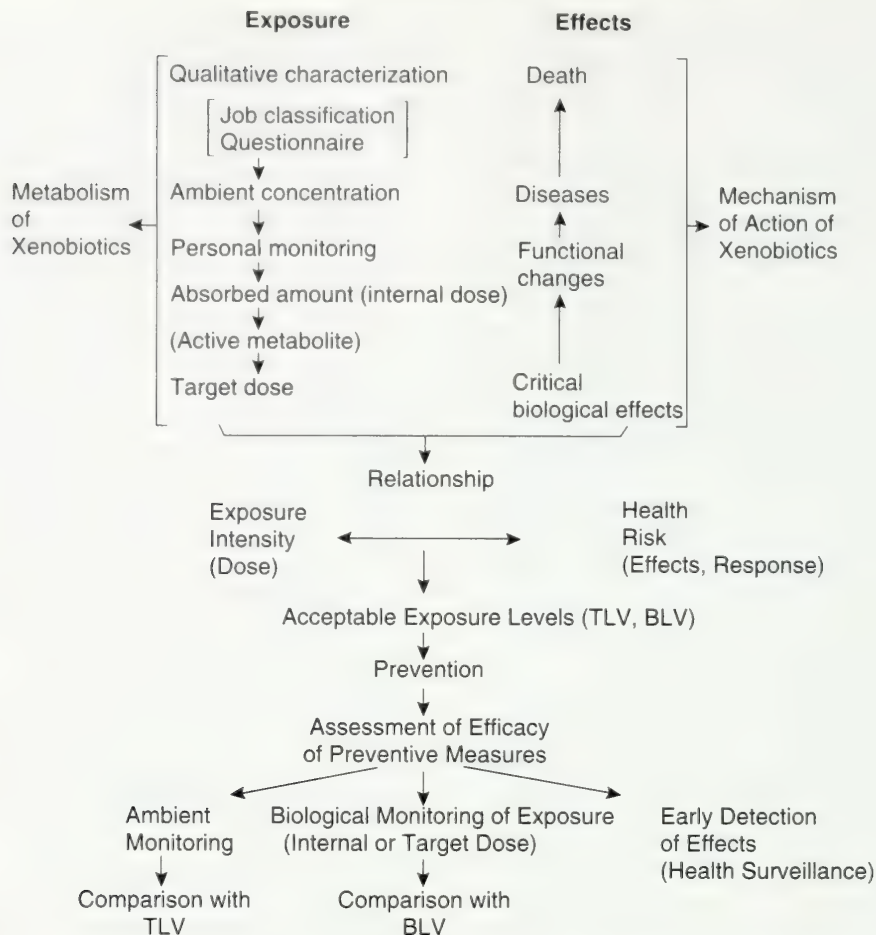 Exposure
Effects
Qualitative characterization
Job classification
Questionnaire
Ambient concentration
Personal monitoring
Absorbed amount (internal dose)
(Active metabolite)
Target dose
Metabolism
of
Xenobiotics
Death
Diseases
Functional
changes
Critical
biological effects
Mechanism
of Action of
Xenobiotics
Relationship
Exposure
Intensity
(Dose)
Health
Risk
(Effects, Response)
Acceptable Exposure Levels (TLV, BLV)
Prevention
Assessment of Efficacy
of Preventive Measures
Ambient
Monitoring
Biological Monitoring of Exposure
(Internal or Target Dose)
Early Detection
of Effects
(Health Surveillance)
Comparison with
TLV
Comparison with
BLV